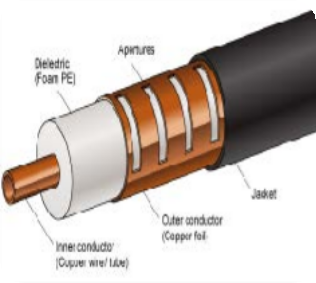 Apertures
Dielectric
(Foam PE)
Jacket
Outer conductor
(Copper foil)
Inner conductor
(Copper wire/ tube)